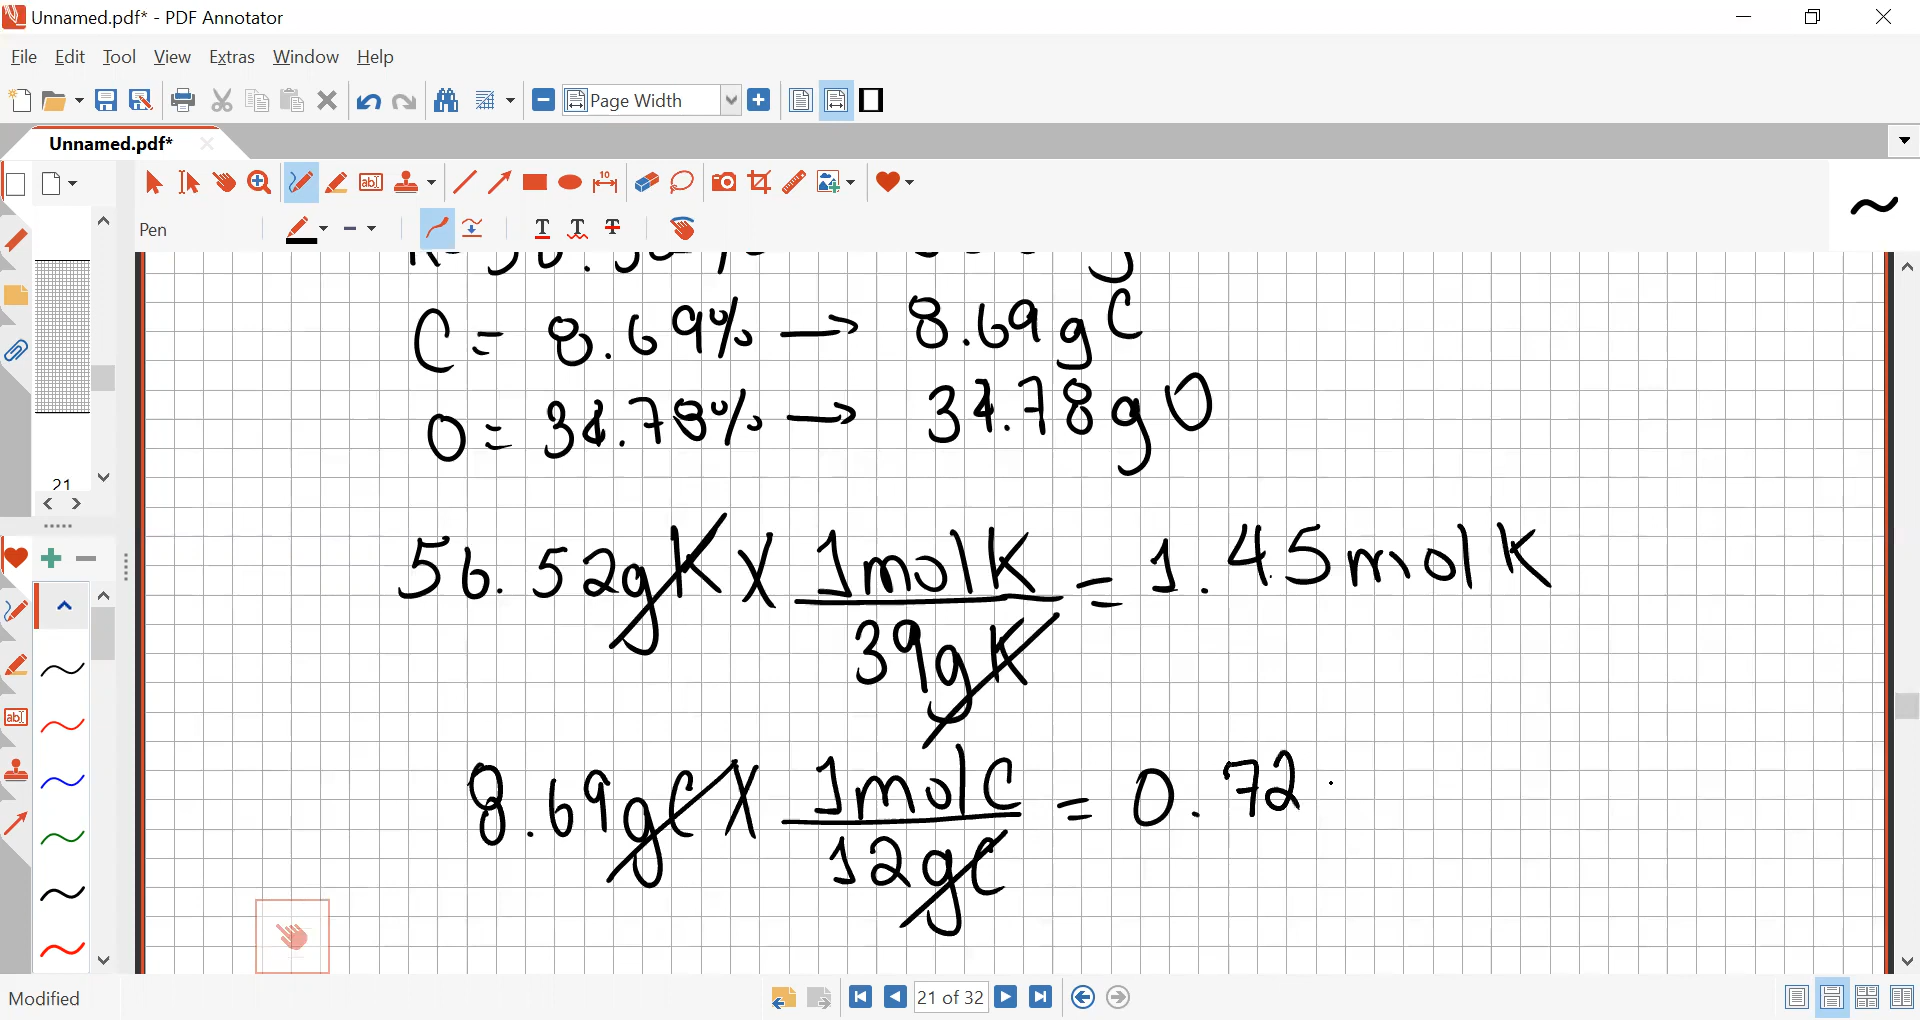 Unnamed.pdf* - PDF Annotator
File Edit Tool View Extras Window Help
Page Width
Unnamed.pdf*
Pen
C = 8.69% → 8.69 g C
O = 34.78% → 34.78 g O
21
56.52 g K X 1 mol K = 1.45 mol K
39 g K
8.69 g C X 1 mol C = 0.72
12 g C
Modified
21 of 32